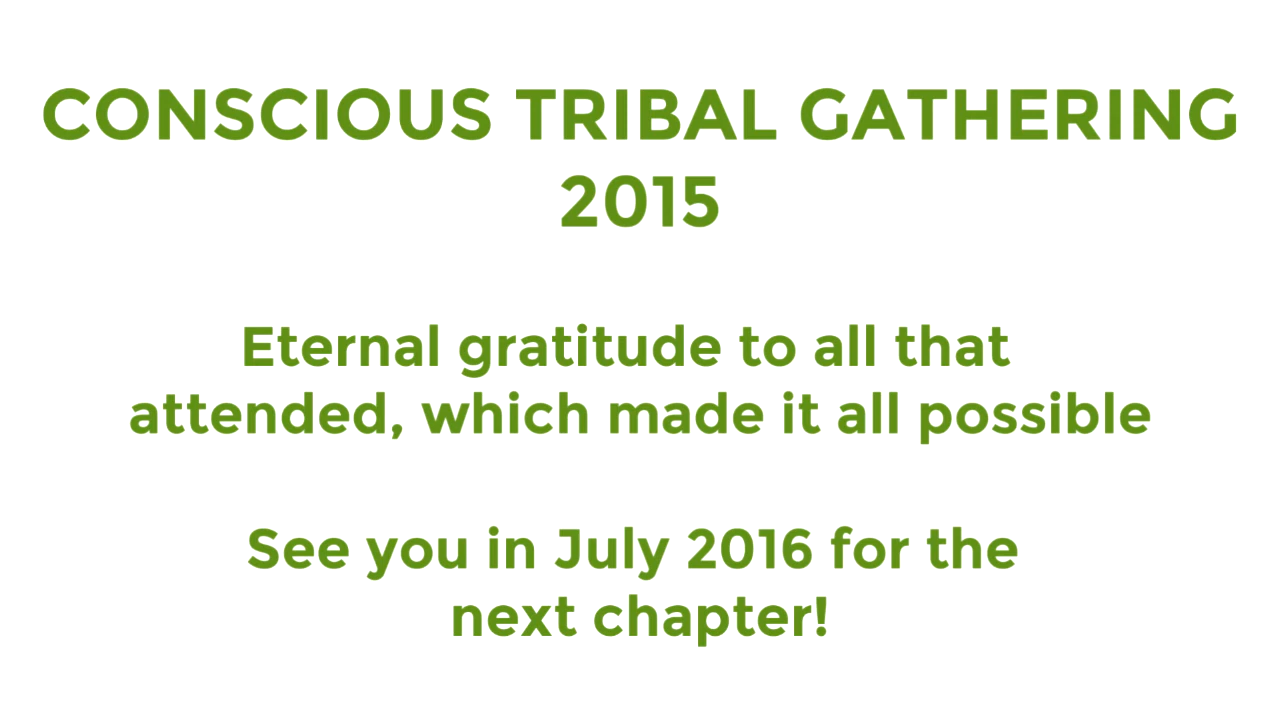 CONSCIOUS TRIBAL GATHERING
2015
Eternal gratitude to all that
attended, which made it all possible
See you in July 2016 for the
next chapter!